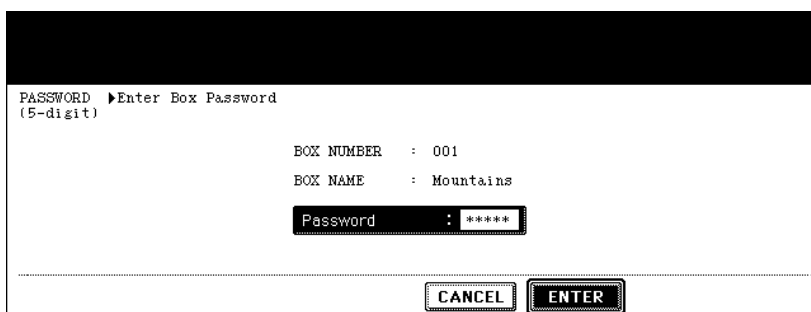 PASSWORD ▶Enter Box Password
(5-digit)
BOX NUMBER : 001
BOX NAME : Mountains
Password : *****
CANCEL ENTER